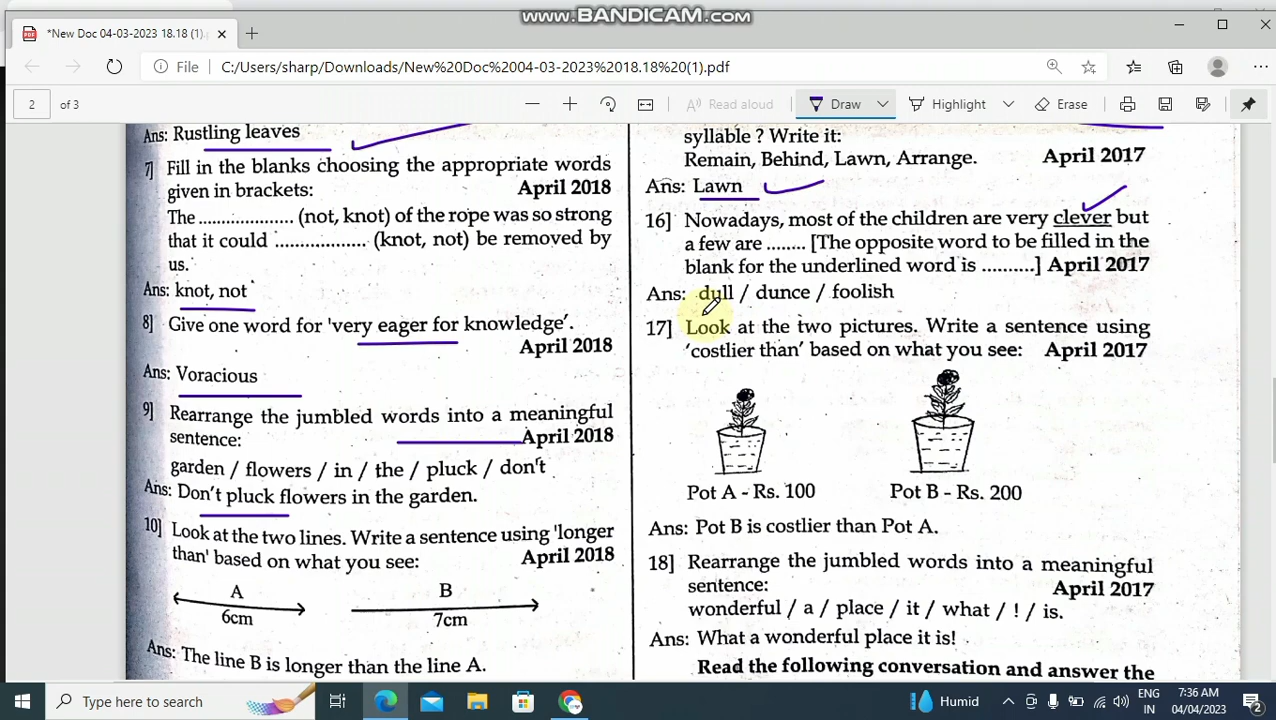 www.BANDICAM.com
*New Doc 04-03-2023 18.18 (1).p
File C:/Users/sharp/Downloads/New%20Doc%2004-03-2023%2018.18%20(1).pdf
2 of 3
Read aloud
Draw
Highlight
Erase
Ans: Rustling leaves
7] Fill in the blanks choosing the appropriate words
given in brackets: April 2018
The .................... (not, knot) of the rope was so strong
that it could .................. (knot, not) be removed by
us.
Ans: knot, not
8] Give one word for 'very eager for knowledge'.
April 2018
Ans: Voracious
9] Rearrange the jumbled words into a meaningful
sentence: April 2018
garden / flowers / in / the / pluck / don't
Ans: Don't pluck flowers in the garden.
10] Look at the two lines. Write a sentence using 'longer
than' based on what you see: April 2018
A B
6cm 7cm
Ans: The line B is longer than the line A.
syllable ? Write it:
Remain, Behind, Lawn, Arrange. April 2017
Ans: Lawn
16] Nowadays, most of the children are very clever but
a few are ........ [The opposite word to be filled in the
blank for the underlined word is ..........] April 2017
Ans: dull / dunce / foolish
17] Look at the two pictures. Write a sentence using
'costlier than' based on what you see: April 2017
Pot A - Rs. 100 Pot B - Rs. 200
Ans: Pot B is costlier than Pot A.
18] Rearrange the jumbled words into a meaningful
sentence: April 2017
wonderful / a / place / it / what / ! / is.
Ans: What a wonderful place it is!
Read the following conversation and answer the
Type here to search
Humid
ENG
IN
7:36 AM
04/04/2023
2